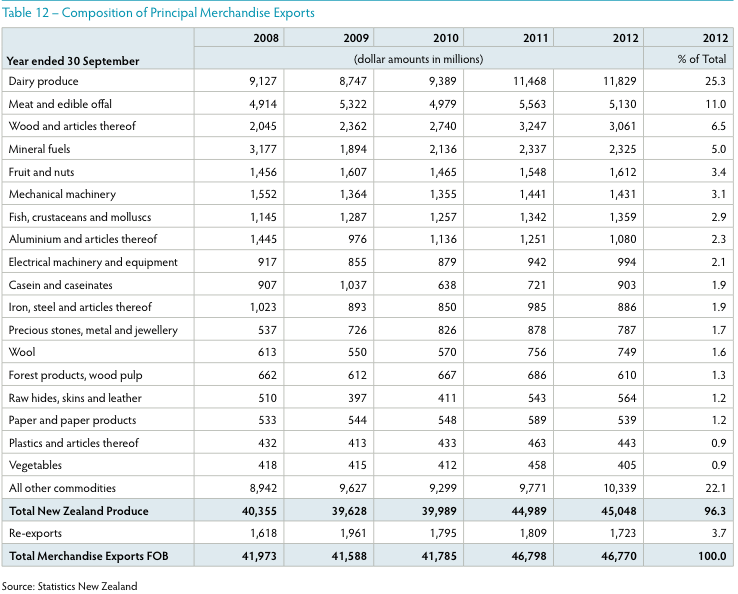 Table 12 – Composition of Principal Merchandise Exports
2008 2009 2010 2011 2012 2012
Year ended 30 September (dollar amounts in millions) % of Total
Dairy produce 9,127 8,747 9,389 11,468 11,829 25.3
Meat and edible offal 4,914 5,322 4,979 5,563 5,130 11.0
Wood and articles thereof 2,045 2,362 2,740 3,247 3,061 6.5
Mineral fuels 3,177 1,894 2,136 2,337 2,325 5.0
Fruit and nuts 1,456 1,607 1,465 1,548 1,612 3.4
Mechanical machinery 1,552 1,364 1,355 1,441 1,431 3.1
Fish, crustaceans and molluscs 1,145 1,287 1,257 1,342 1,359 2.9
Aluminium and articles thereof 1,445 976 1,136 1,251 1,080 2.3
Electrical machinery and equipment 917 855 879 942 994 2.1
Casein and caseinates 907 1,037 638 721 903 1.9
Iron, steel and articles thereof 1,023 893 850 985 886 1.9
Precious stones, metal and jewellery 537 726 826 878 787 1.7
Wool 613 550 570 756 749 1.6
Forest products, wood pulp 662 612 667 686 610 1.3
Raw hides, skins and leather 510 397 411 543 564 1.2
Paper and paper products 533 544 548 589 539 1.2
Plastics and articles thereof 432 413 433 463 443 0.9
Vegetables 418 415 412 458 405 0.9
All other commodities 8,942 9,627 9,299 9,771 10,339 22.1
Total New Zealand Produce 40,355 39,628 39,989 44,989 45,048 96.3
Re-exports 1,618 1,961 1,795 1,809 1,723 3.7
Total Merchandise Exports FOB 41,973 41,588 41,785 46,798 46,770 100.0
Source: Statistics New Zealand